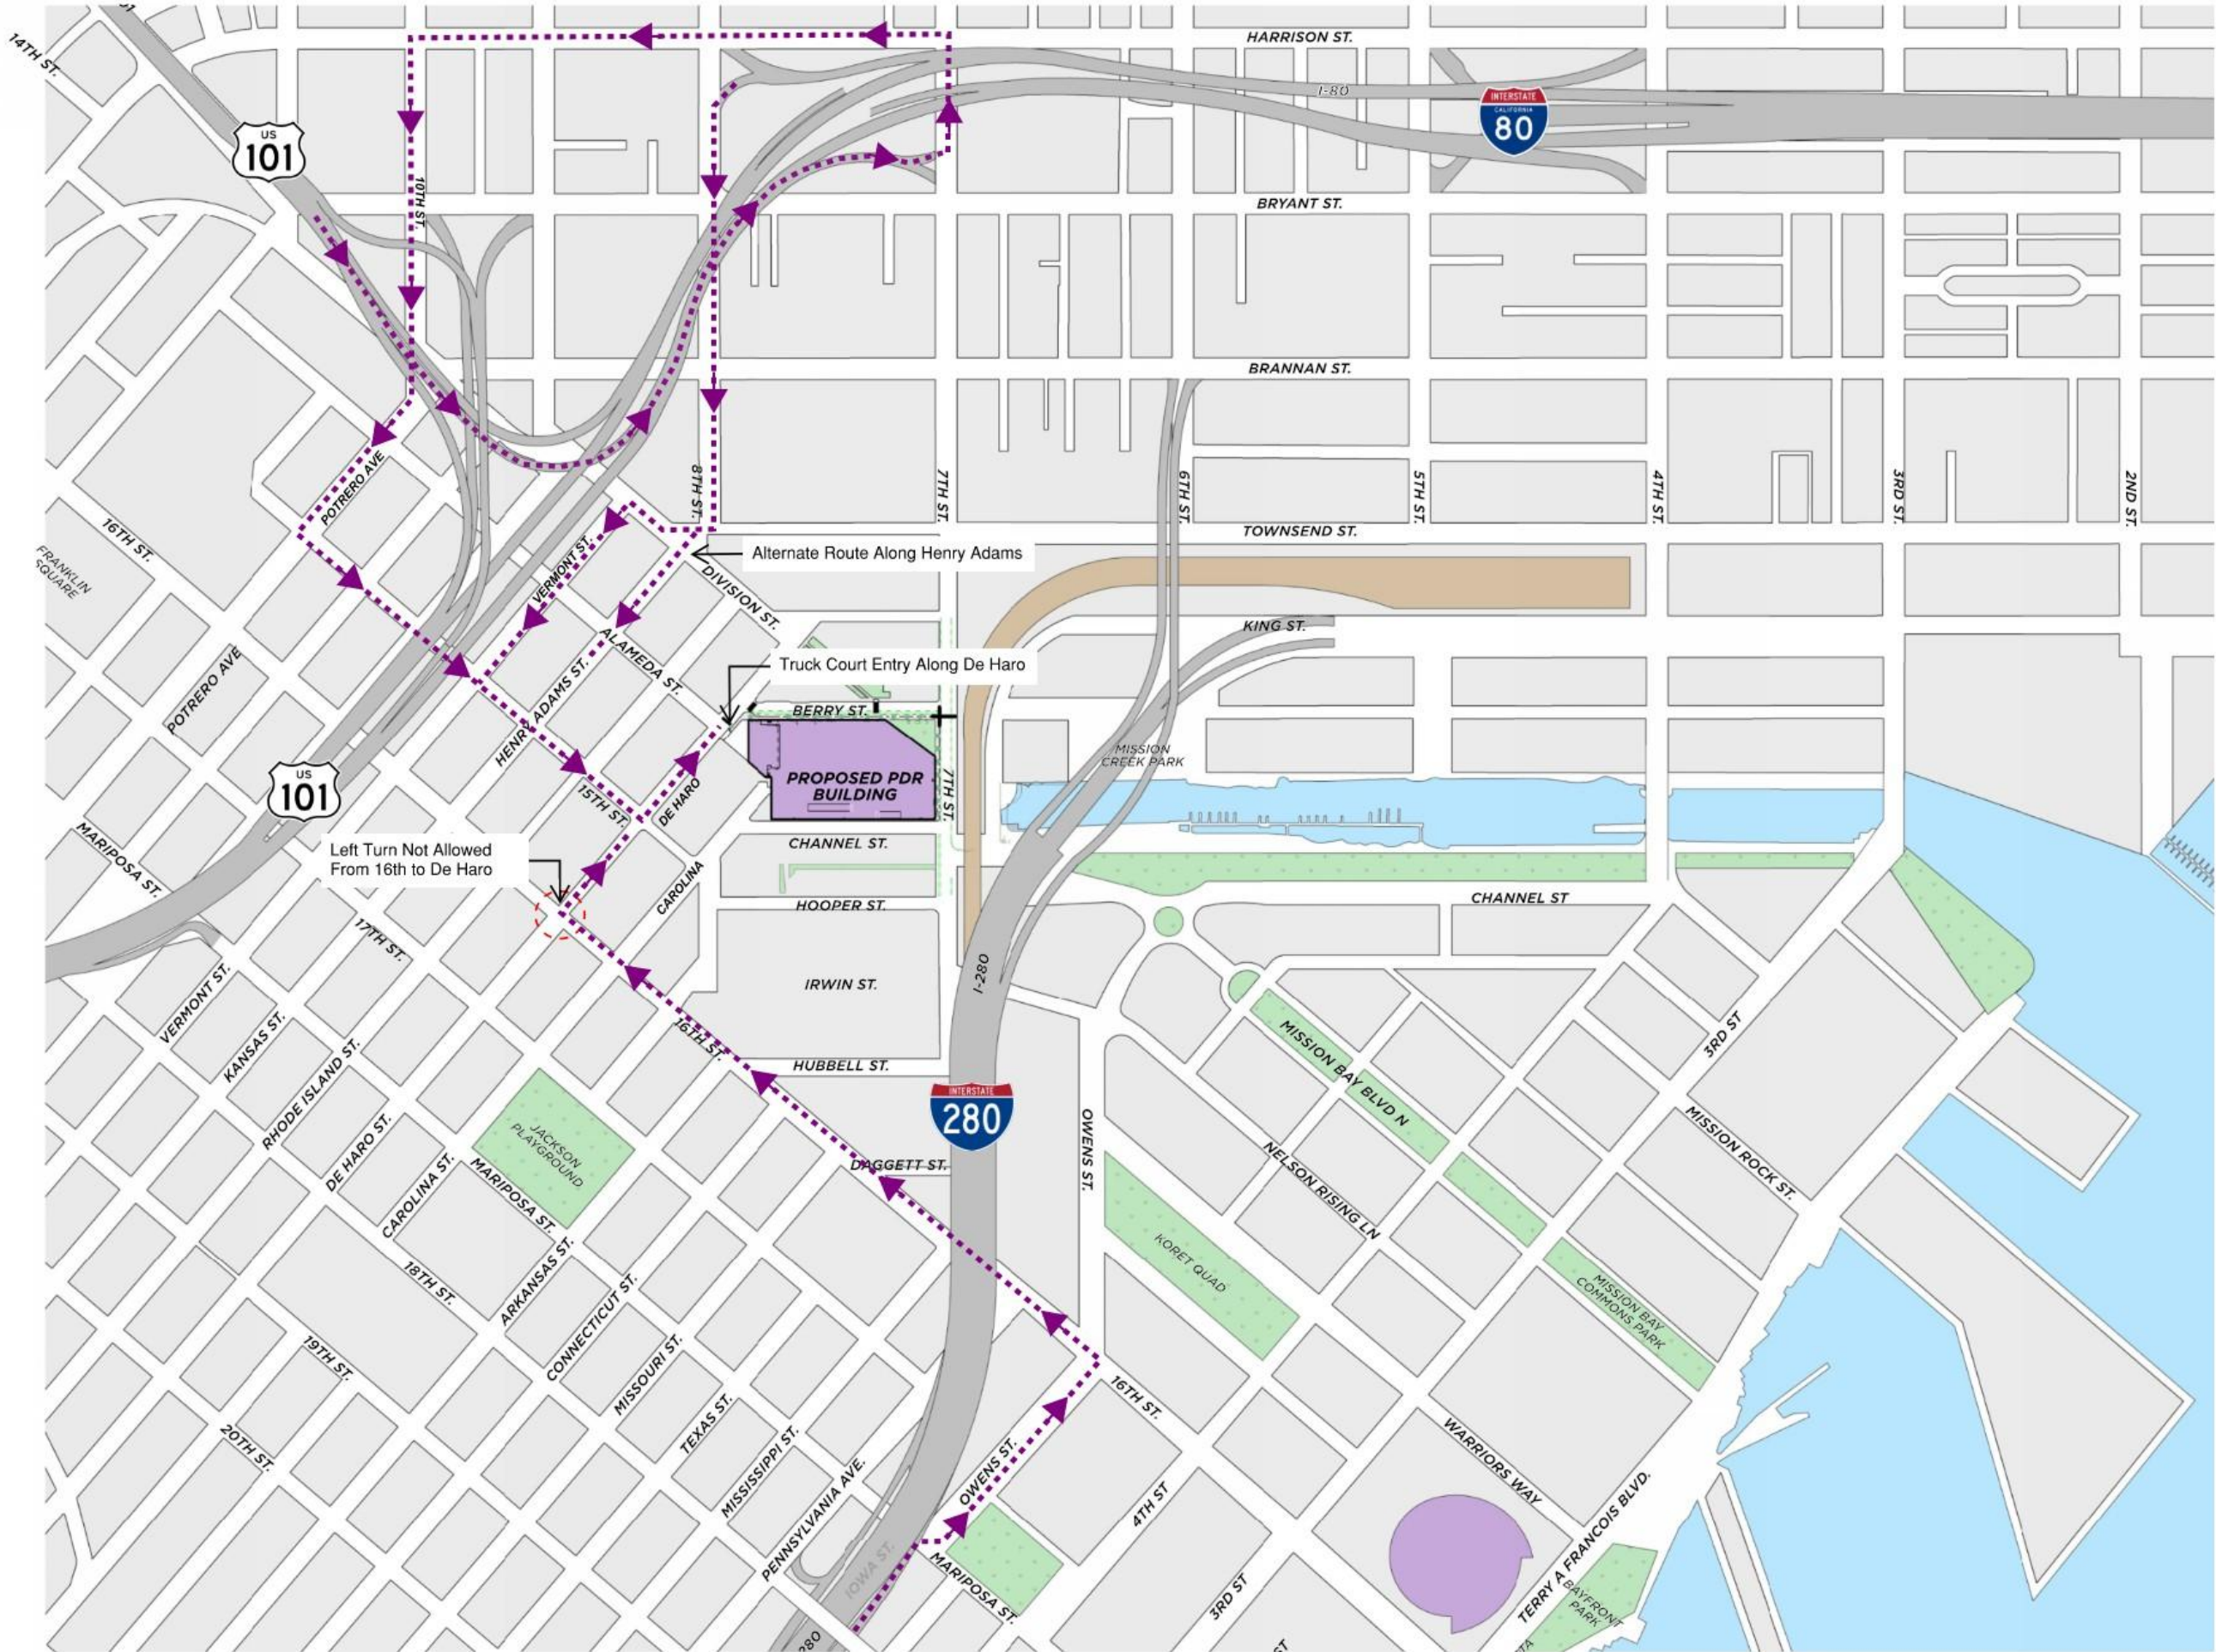 14TH ST.
HARRISON ST.
I-80
INTERSTATE
CALIFORNIA
80
US
101
10TH ST.
BRYANT ST.
BRANNAN ST.
POTRERO AVE
8TH ST.
7TH ST.
6TH ST.
5TH ST.
4TH ST.
3RD ST.
2ND ST.
16TH ST.
TOWNSEND ST.
FRANKLIN
SQUARE
VERMONT ST.
Alternate Route Along Henry Adams
DIVISION ST.
KING ST.
ALAMEDA ST.
POTRERO AVE
HENRY ADAMS ST.
Truck Court Entry Along De Haro
BERRY ST.
MISSION
CREEK PARK
US
101
PROPOSED PDR
BUILDING
7TH ST.
15TH ST.
DE HARO
MARIPOSA ST.
Left Turn Not Allowed
From 16th to De Haro
CHANNEL ST.
CAROLINA
HOOPER ST.
CHANNEL ST
17TH ST.
I-280
IRWIN ST.
VERMONT ST.
KANSAS ST.
16TH ST.
MISSION BAY BLVD N
3RD ST
RHODE ISLAND ST.
HUBBELL ST.
INTERSTATE
280
DE HARO ST.
JACKSON
PLAYGROUND
OWENS ST.
MISSION ROCK ST.
CAROLINA ST.
MARIPOSA ST.
DAGGETT ST.
NELSON RISING LN
KORET QUAD
18TH ST.
ARKANSAS ST.
CONNECTICUT ST.
MISSION BAY
COMMONS PARK
19TH ST.
MISSOURI ST.
TEXAS ST.
16TH ST.
20TH ST.
MISSISSIPPI ST.
PENNSYLVANIA AVE.
OWENS ST.
4TH ST
WARRIORS WAY
IOWA ST.
MARIPOSA ST.
3RD ST
TERRY A FRANCOIS BLVD.
BAYFRONT
PARK
280
ST